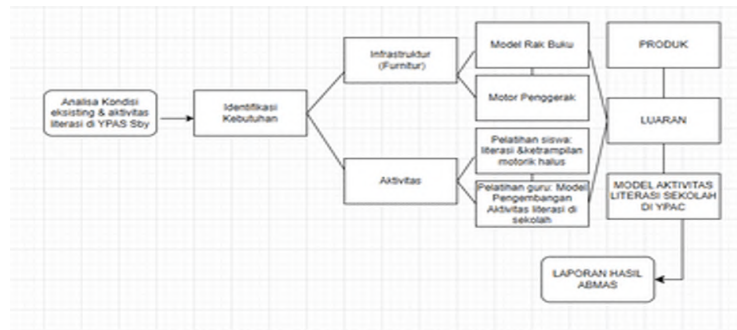 Analisa Kondisi
eksisting & aktivitas
literasi di YPAS Sby
Identifikasi
Kebutuhan
Infrastruktur
(Furnitur)
Aktivitas
Model Rak Buku
Motor Penggerak
Pelatihan siswa:
literasi &ketrampilan
motorik halus
Pelatihan guru: Model
Pengembangan
Aktivitas literasi di
sekolah
PRODUK
LUARAN
MODEL AKTIVITAS
LITERASI SEKOLAH
DI YPAC
LAPORAN HASIL
ABMAS